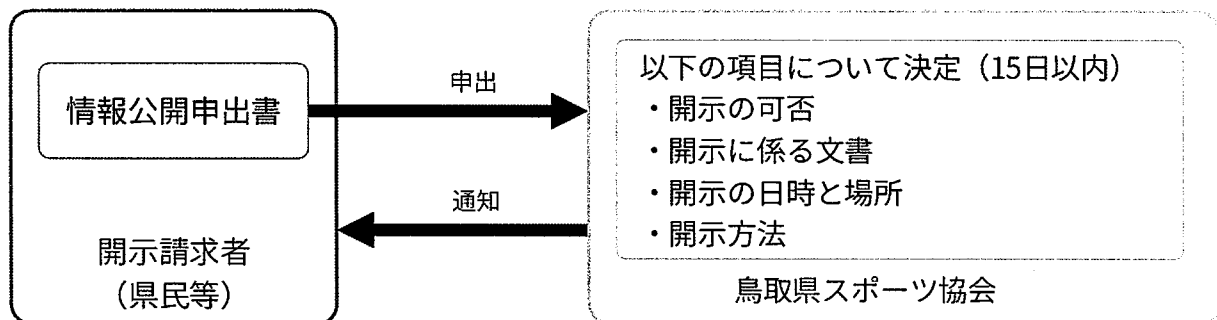 情報公開申出書
開示請求者
（県民等）
申出
通知
以下の項目について決定（15日以内）
・開示の可否
・開示に係る文書
・開示の日時と場所
・開示方法
鳥取県スポーツ協会